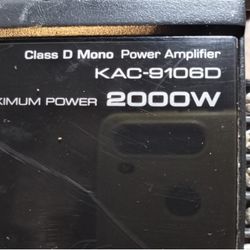 Class D Mono Power Amplifier
KAC-9106D
XIMUM POWER 2000W